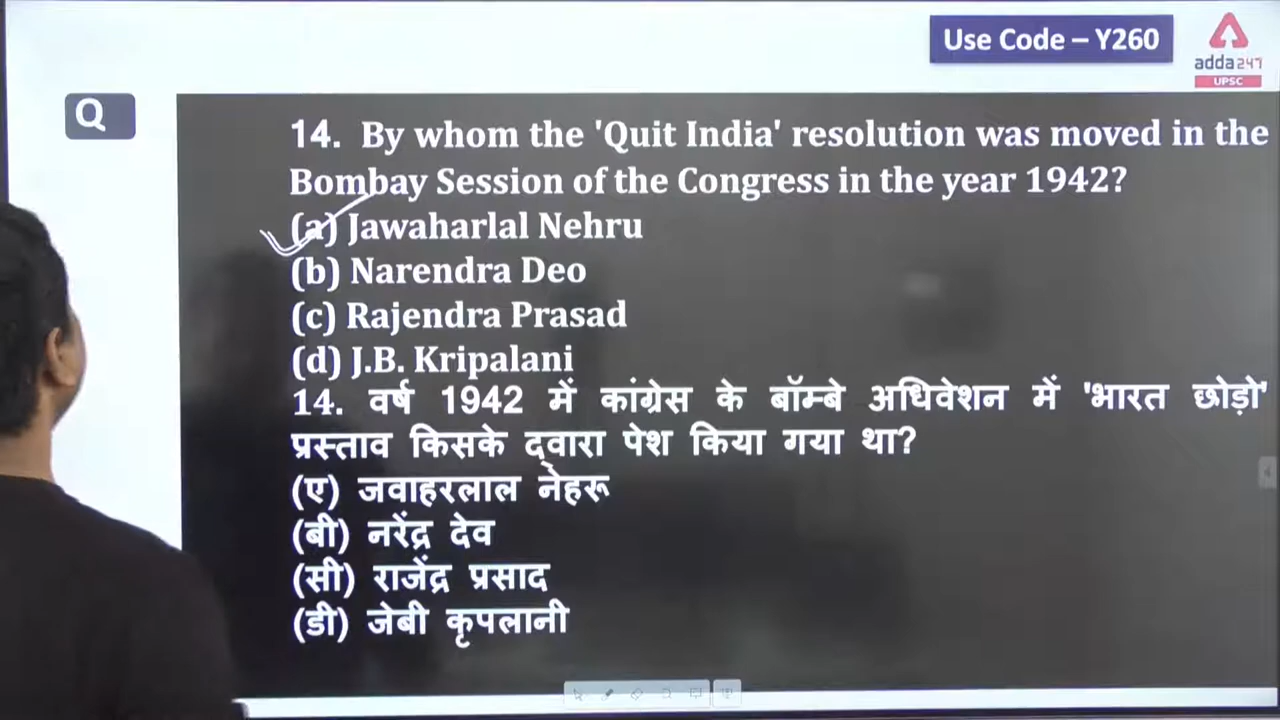 Use Code – Y260
adda247
UPSC
Q
14. By whom the 'Quit India' resolution was moved in the
Bombay Session of the Congress in the year 1942?
(a) Jawaharlal Nehru
(b) Narendra Deo
(c) Rajendra Prasad
(d) J.B. Kripalani
14. वर्ष 1942 में कांग्रेस के बॉम्बे अधिवेशन में 'भारत छोड़ो'
प्रस्ताव किसके द्वारा पेश किया गया था?
(ए) जवाहरलाल नेहरू
(बी) नरेंद्र देव
(सी) राजेंद्र प्रसाद
(डी) जेबी कृपलानी